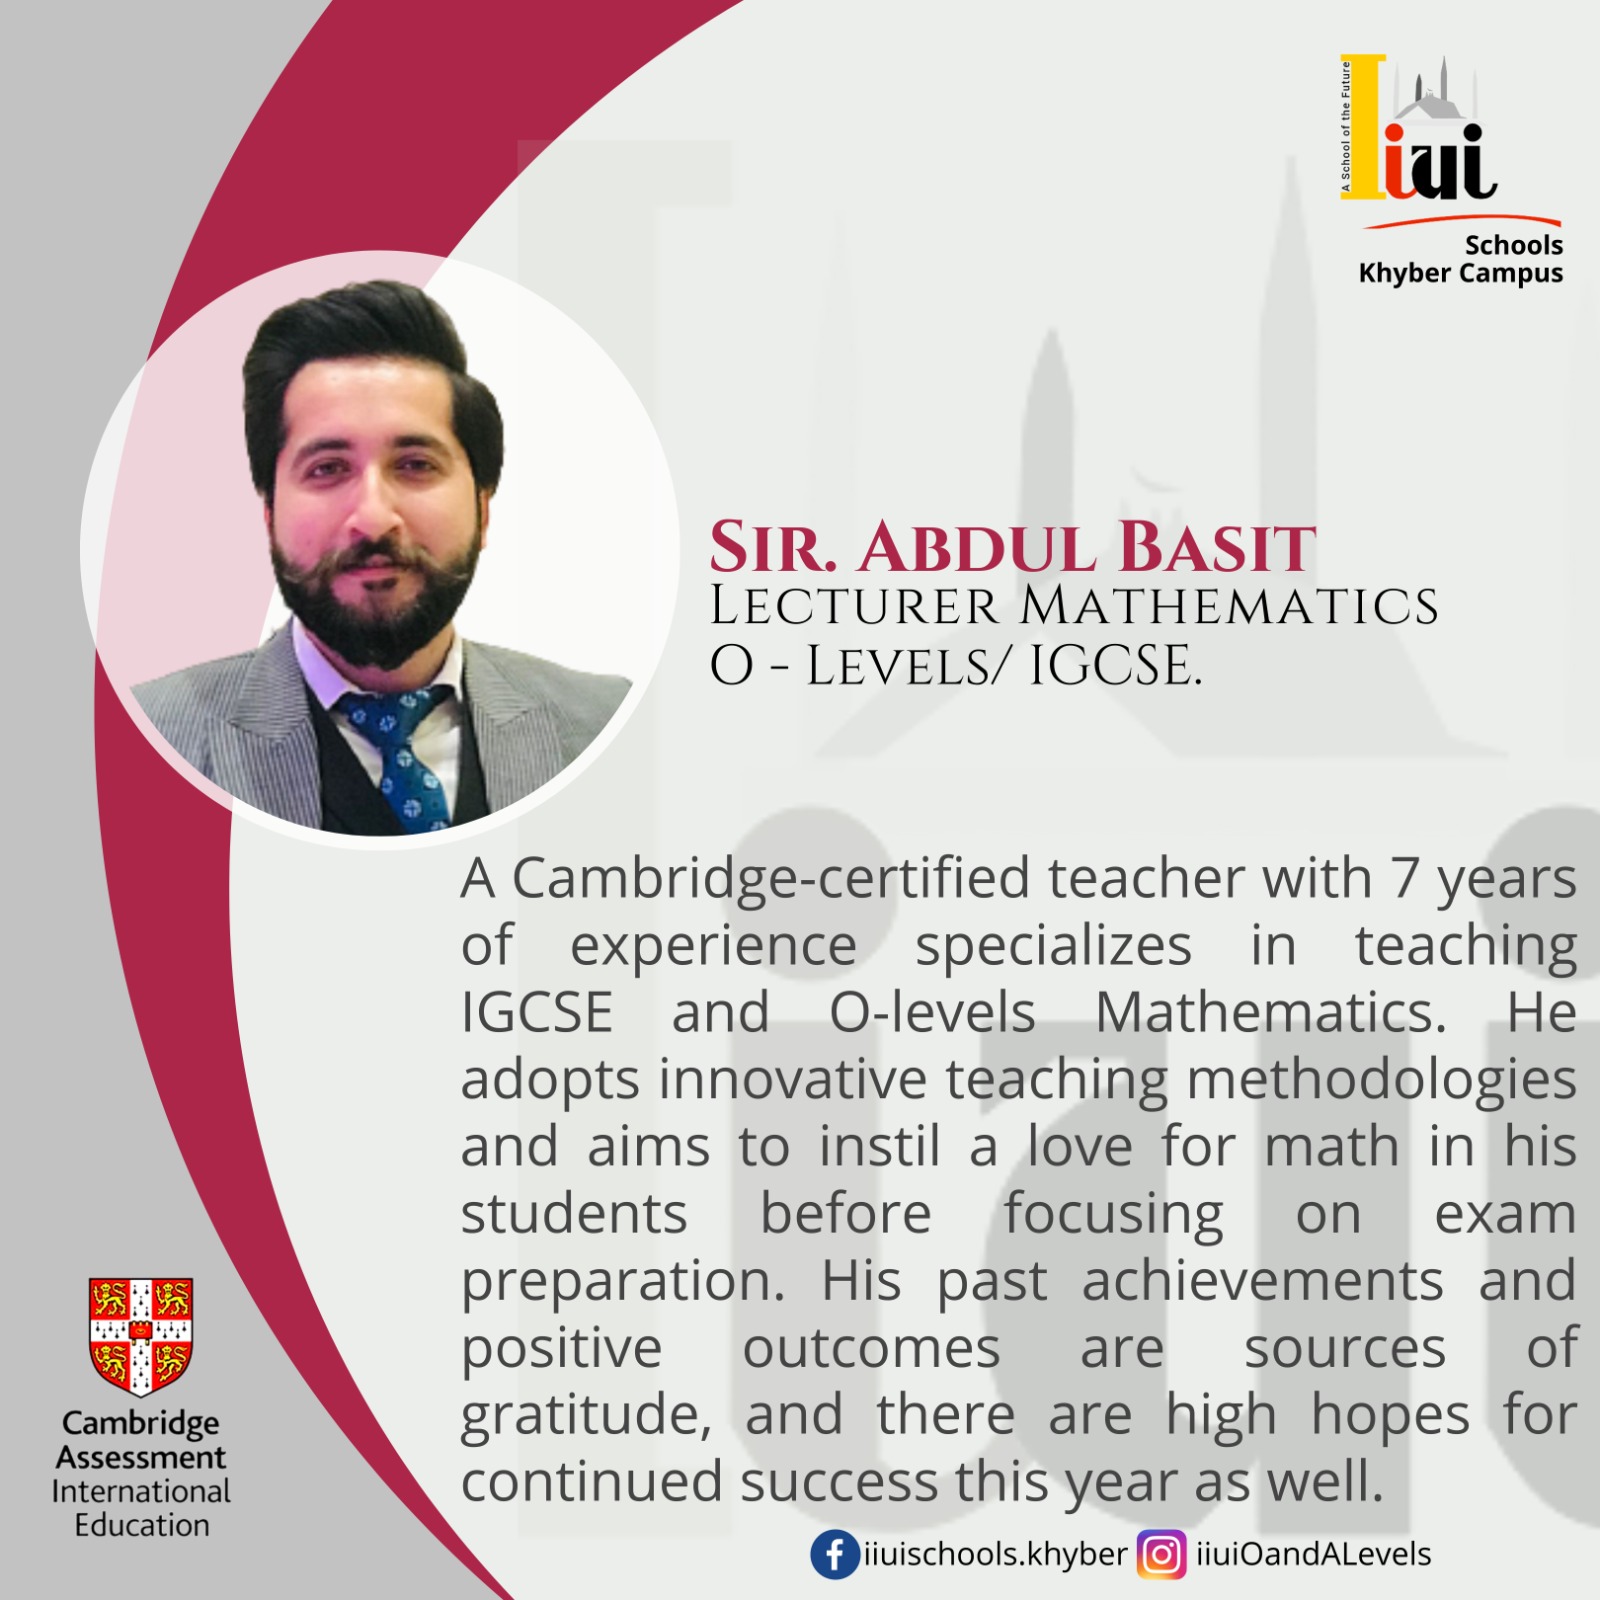 A School of the Future
Iiui
Schools
Khyber Campus
Sir. Abdul Basit
Lecturer Mathematics
O - Levels/ IGCSE.
A Cambridge-certified teacher with 7 years
of experience specializes in teaching
IGCSE and O-levels Mathematics. He
adopts innovative teaching methodologies
and aims to instil a love for math in his
students before focusing on exam
preparation. His past achievements and
positive outcomes are sources of
gratitude, and there are high hopes for
continued success this year as well.
Cambridge
Assessment
International
Education
iiuischools.khyber iiuiOandALevels